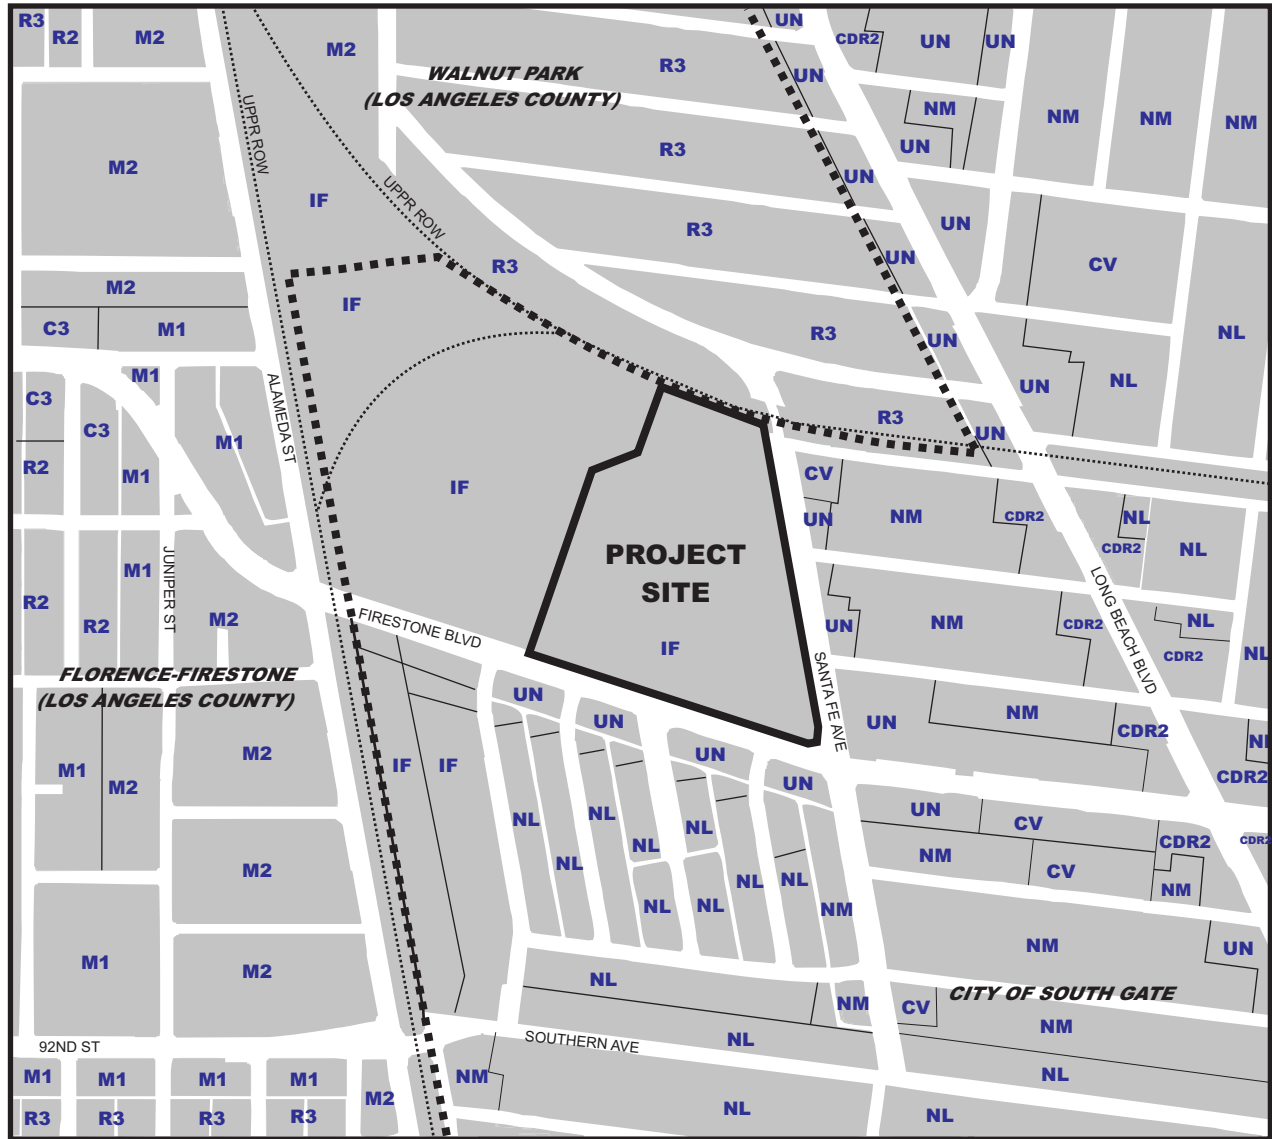 R3
R2
M2
M2
UN
CDR2
UN
UN
WALNUT PARK
(LOS ANGELES COUNTY)
R3
UN
NM
NM
NM
NM
UPPR ROW
M2
R3
UN
UN
UPPR ROW
IF
R3
UN
UN
CV
M2
R3
UN
IF
C3
M1
R3
UN
NL
M1
UN
NL
C3
C3
ALAMEDA ST
M1
R3
UN
R2
M1
IF
CV
UN
NM
CDR2
NL
CDR2
NL
PROJECT
SITE
IF
JUNIPER ST
M1
R2
R2
M2
FIRESTONE BLVD
UN
NM
CDR2
LONG BEACH BLVD
NL
CDR2
NL
FLORENCE-FIRESTONE
(LOS ANGELES COUNTY)
SANTA FE AVE
UN
UN
UN
UN
UN
NM
CDR2
CDR2
M1
M2
M2
IF
IF
NL
NL
NL
NL
NL
NL
NL
NL
NL
NM
UN
CV
CDR2
CDR2
NM
CV
NM
M2
M1
M2
NM
UN
NL
NM
CV
CITY OF SOUTH GATE
NM
92ND ST
SOUTHERN AVE
NL
NL
M1
M1
M1
M1
M2
NM
R3
R3
R3
R3
NL
NL